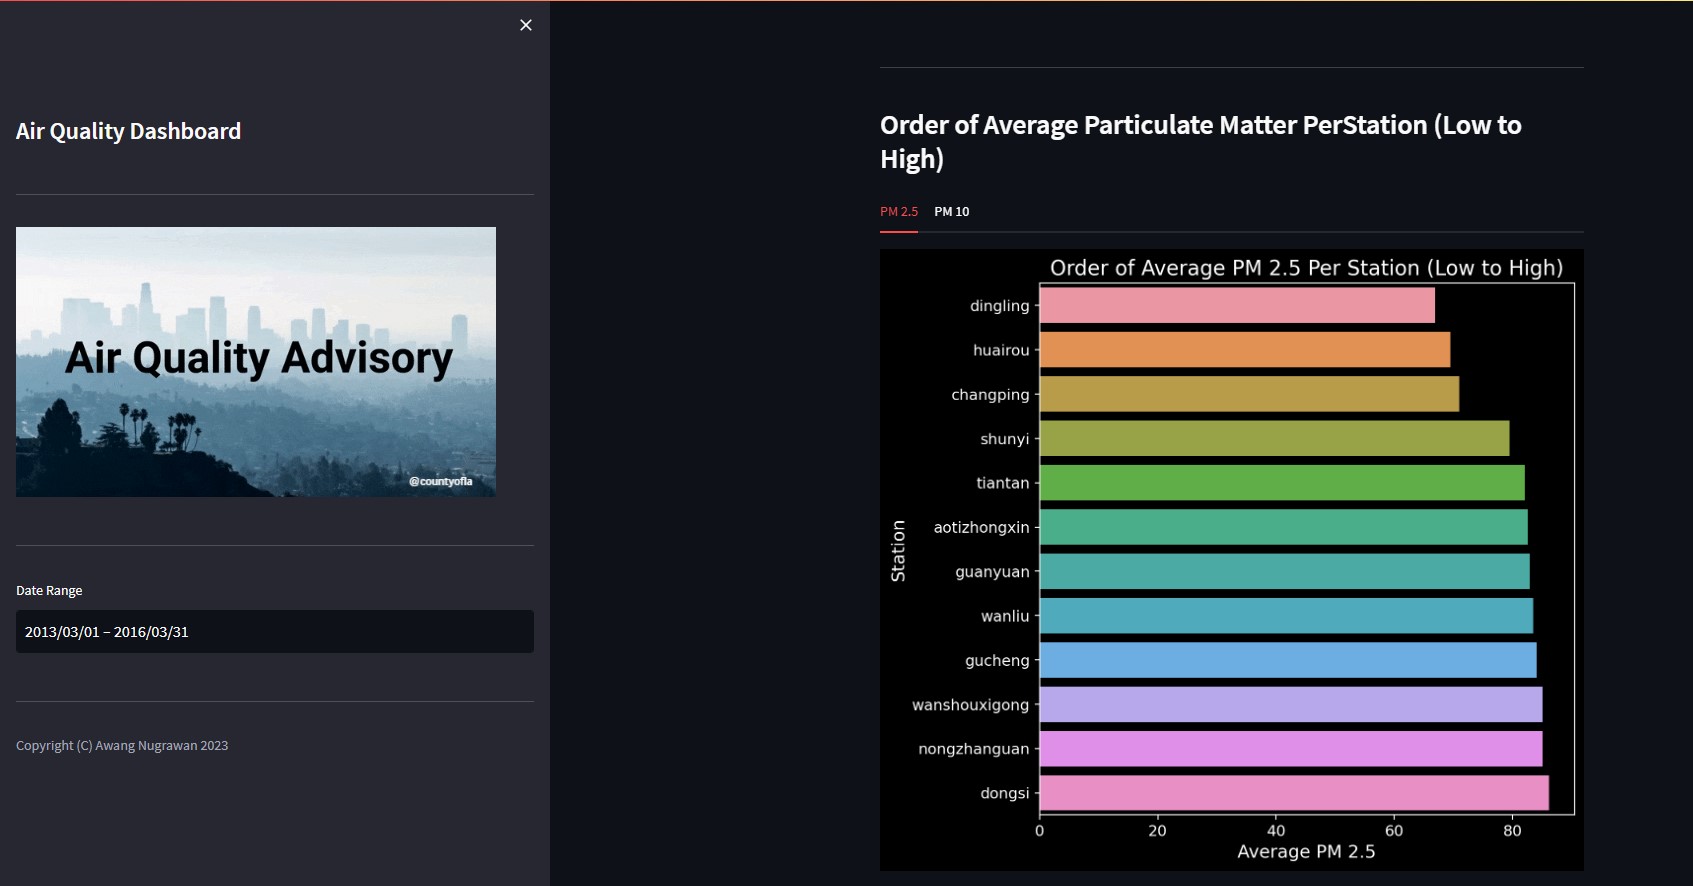 Air Quality Dashboard
Air Quality Advisory
@countyofla
Date Range
2013/03/01 – 2016/03/31
Copyright (C) Awang Nugrawan 2023
Order of Average Particulate Matter PerStation (Low to
High)
PM 2.5 PM 10
Order of Average PM 2.5 Per Station (Low to High)
Station
dingling
huairou
changping
shunyi
tiantan
aotizhongxin
guanyuan
wanliu
gucheng
wanshouxigong
nongzhanguan
dongsi
0 20 40 60 80
Average PM 2.5